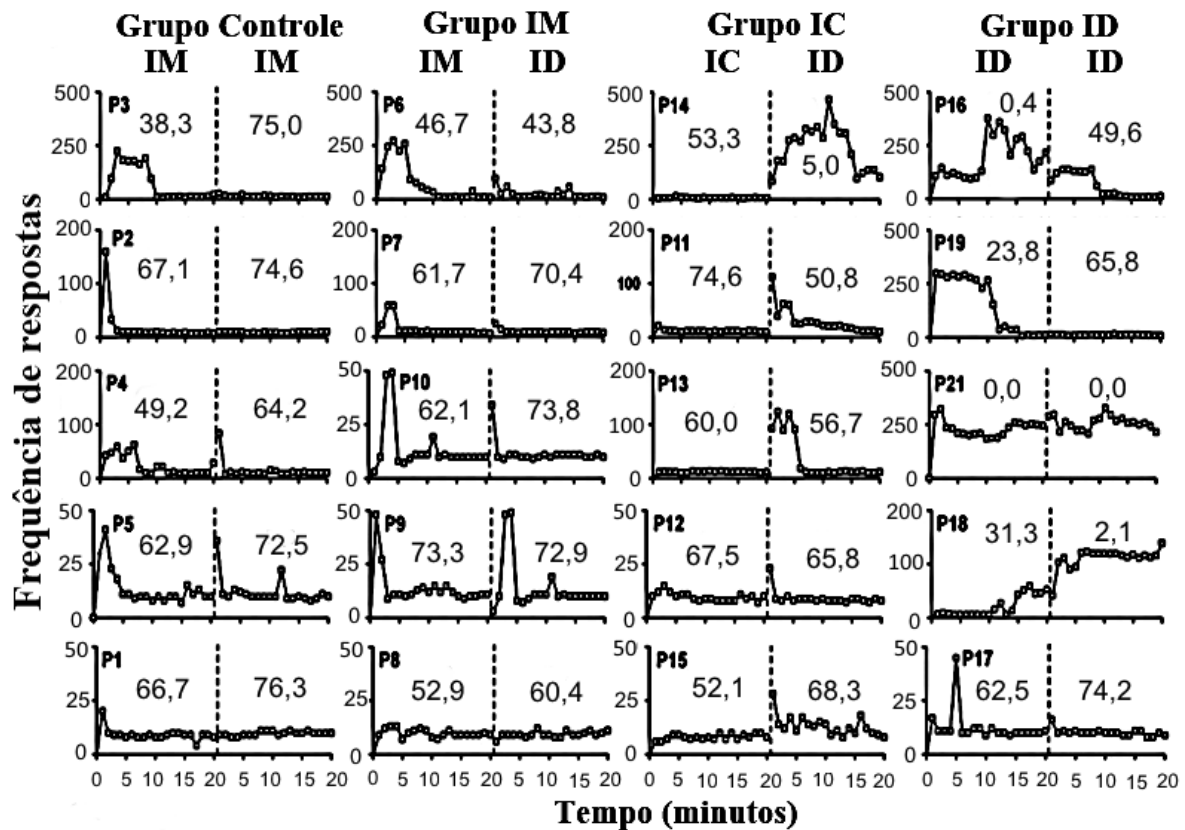 Grupo Controle Grupo IM Grupo IC Grupo ID
IM IM IM ID IC ID ID ID
500 P3 38,3 75,0 500 P6 46,7 43,8 500 P14 53,3 5,0 500 P16 0,4 49,6
250 250 250 250
0 0 0 0
200 P2 67,1 74,6 200 P7 61,7 70,4 200 P11 74,6 50,8 500 P19 23,8 65,8
100 100 100 250
0 0 0 0
200 P4 49,2 64,2 50 P10 62,1 73,8 200 P13 60,0 56,7 500 P21 0,0 0,0
100 25 100 250
0 0 0 0
50 P5 62,9 72,5 50 P9 73,3 72,9 50 P12 67,5 65,8 200 P18 31,3 2,1
25 25 25 100
0 0 0 0
50 P1 66,7 76,3 50 P8 52,9 60,4 50 P15 52,1 68,3 50 P17 62,5 74,2
25 25 25 25
0 0 0 0
0 5 10 15 20 5 10 15 20 0 5 10 15 20 5 10 15 20 0 5 10 15 20 5 10 15 20 0 5 10 15 20 5 10 15 20
Frequência de respostas
Tempo (minutos)